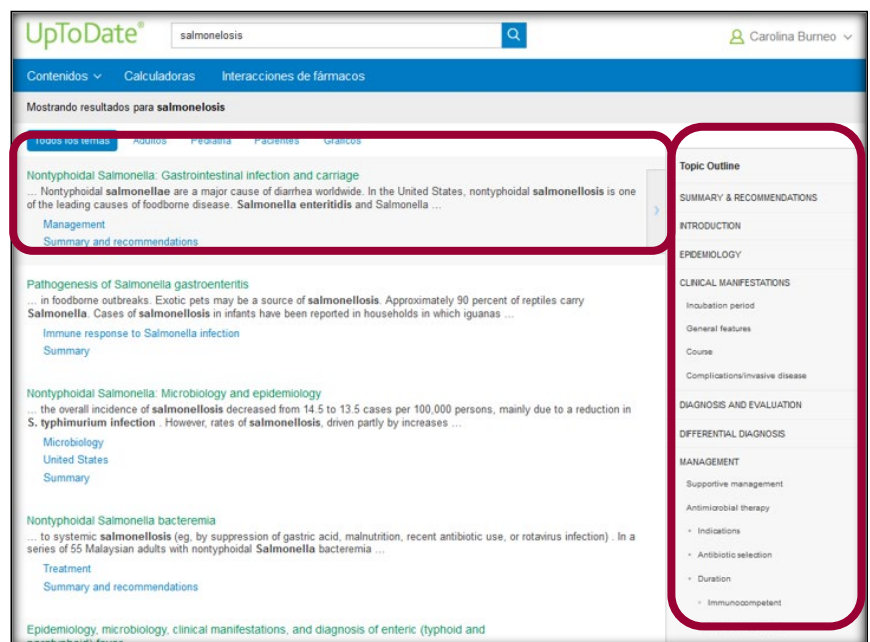 UpToDate®
salmonelosis
Carolina Burneo
Contenidos
Calculadoras
Interacciones de fármacos
Mostrando resultados para salmonelosis
Todos los temas
Adultos
Pediatría
Pacientes
Gráficos
Nontyphoidal Salmonella: Gastrointestinal infection and carriage
... Nontyphoidal salmonellae are a major cause of diarrhea worldwide. In the United States, nontyphoidal salmonellosis is one
of the leading causes of foodborne disease. Salmonella enteritidis and Salmonella ...
Management
Summary and recommendations
Pathogenesis of Salmonella gastroenteritis
... in foodborne outbreaks. Exotic pets may be a source of salmonellosis. Approximately 90 percent of reptiles carry
Salmonella. Cases of salmonellosis in infants have been reported in households in which iguanas ...
Immune response to Salmonella infection
Summary
Nontyphoidal Salmonella: Microbiology and epidemiology
... the overall incidence of salmonellosis decreased from 14.5 to 13.5 cases per 100,000 persons, mainly due to a reduction in
S. typhimurium infection . However, rates of salmonellosis, driven partly by increases ...
Microbiology
United States
Summary
Nontyphoidal Salmonella bacteremia
... to systemic salmonellosis (eg, by suppression of gastric acid, malnutrition, recent antibiotic use, or rotavirus infection) . In a
series of 55 Malaysian adults with nontyphoidal Salmonella bacteremia ...
Treatment
Summary and recommendations
Epidemiology, microbiology, clinical manifestations, and diagnosis of enteric (typhoid and
Topic Outline
SUMMARY & RECOMMENDATIONS
INTRODUCTION
EPIDEMIOLOGY
CLINICAL MANIFESTATIONS
Incubation period
General features
Course
Complications/invasive disease
DIAGNOSIS AND EVALUATION
DIFFERENTIAL DIAGNOSIS
MANAGEMENT
Supportive management
Antimicrobial therapy
Indications
Antibiotic selection
Duration
Immunocompetent